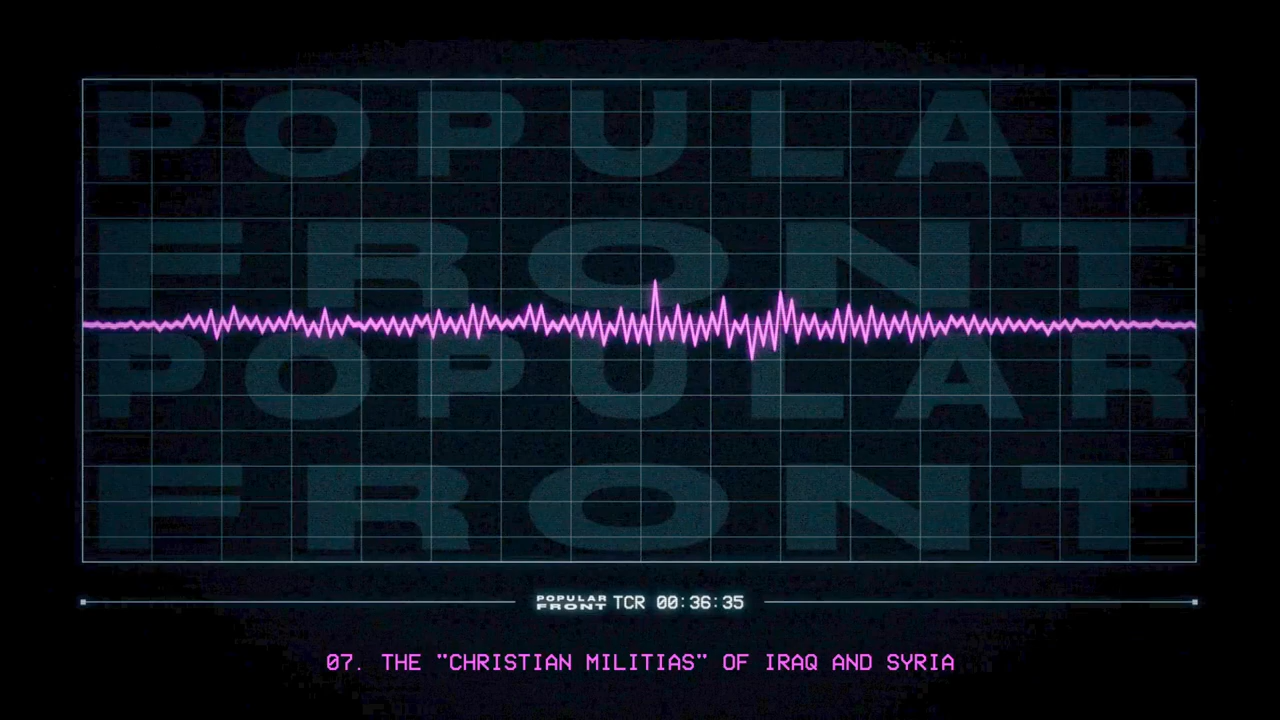 POPULAR
FRONT
POPULAR
FRONT
POPULAR
FRONT TCR 00:36:35
07. THE "CHRISTIAN MILITIAS" OF IRAQ AND SYRIA